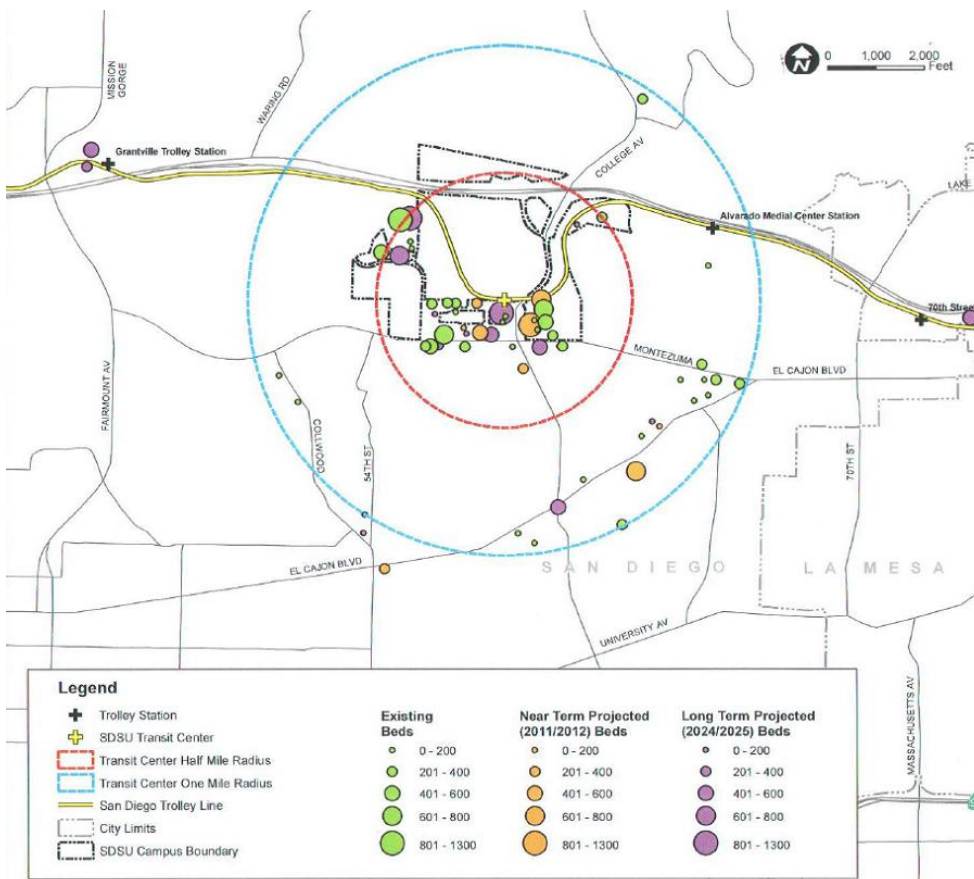 MISSION
GORGE
WARING RD
N
0 1,000 2,000
Feet
COLLEGE AV
Grantville Trolley Station
LAKE
Alvarado Medial Center Station
70th Street
MONTEZUMA
EL CAJON BLVD
FAIRMOUNT AV
COLLWOOD
54TH ST
70TH ST
EL CAJON BLVD
SAN DIEGO
LA MESA
UNIVERSITY AV
MASSACHUSETTS AV
Legend
Trolley Station
SDSU Transit Center
Transit Center Half Mile Radius
Transit Center One Mile Radius
San Diego Trolley Line
City Limits
SDSU Campus Boundary
Existing
Beds
0 - 200
201 - 400
401 - 600
601 - 800
801 - 1300
Near Term Projected
(2011/2012) Beds
0 - 200
201 - 400
401 - 600
601 - 800
801 - 1300
Long Term Projected
(2024/2025) Beds
0 - 200
201 - 400
401 - 600
601 - 800
801 - 1300